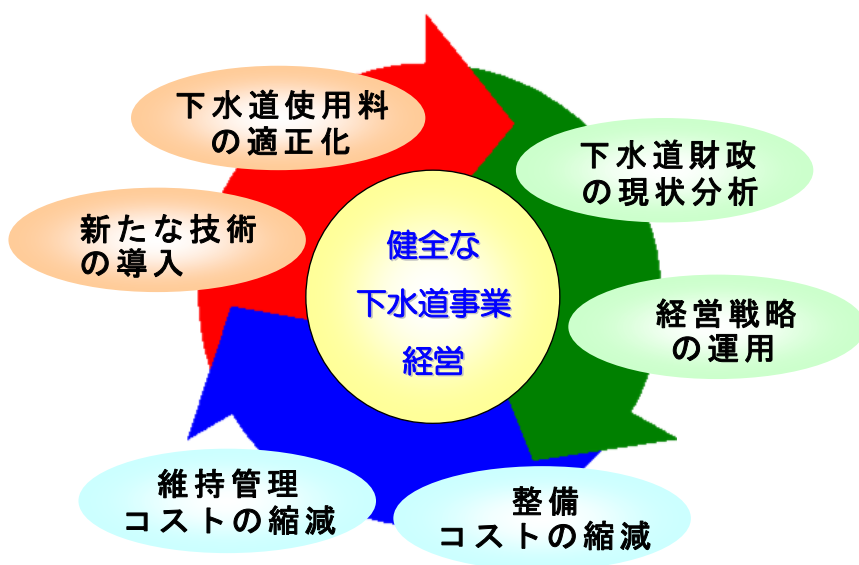 下水道使用料
の適正化
下水道財政
の現状分析
新たな技術
の導入
健全な
下水道事業
経営
経営戦略
の運用
維持管理
コストの縮減
整備
コストの縮減